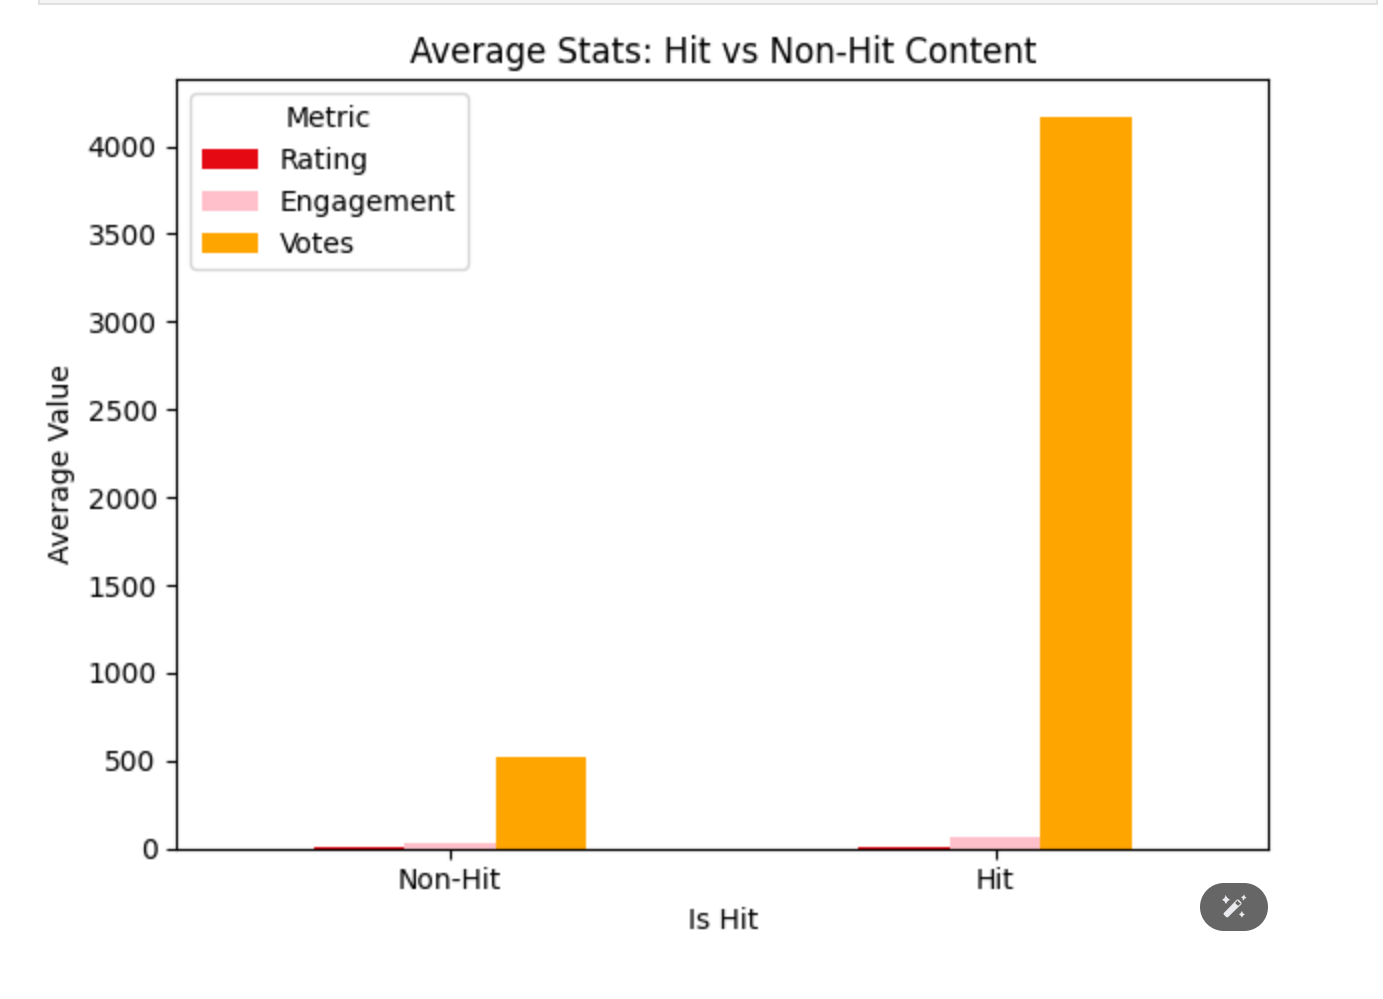 Average Stats: Hit vs Non-Hit Content
Metric
Rating
Engagement
Votes
4000
3500
3000
2500
2000
1500
1000
500
0
Average Value
Non-Hit
Hit
Is Hit